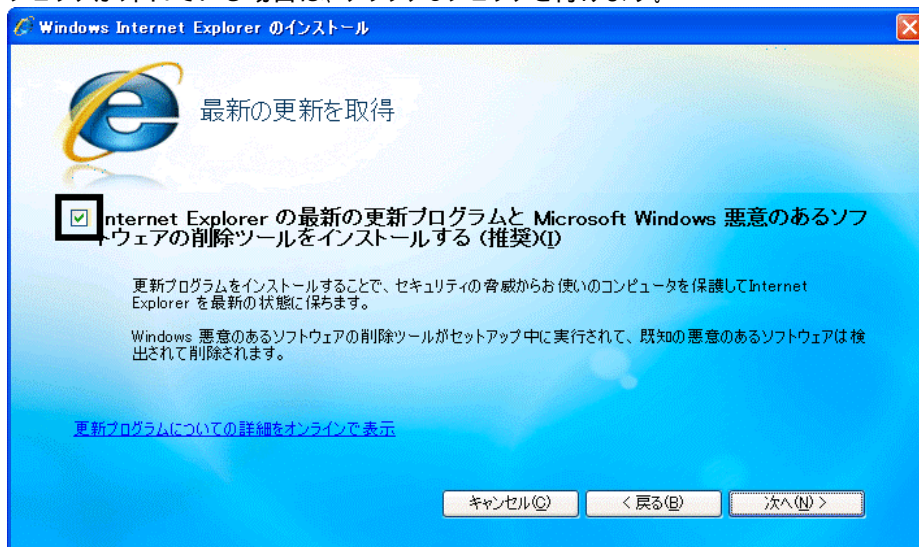 Windows Internet Explorer のインストール
最新の更新を取得
nternet Explorer の最新の更新プログラムと Microsoft Windows 悪意のあるソフ
トウェアの削除ツールをインストールする (推奨)(I)
更新プログラムをインストールすることで、セキュリティの脅威からお使いのコンピュータを保護してInternet
Explorer を最新の状態に保ちます。
Windows 悪意のあるソフトウェアの削除ツールがセットアップ中に実行されて、既知の悪意のあるソフトウェアは検
出されて削除されます。
更新プログラムについての詳細をオンラインで表示
キャンセル(C)
< 戻る(B)
次へ(N) >